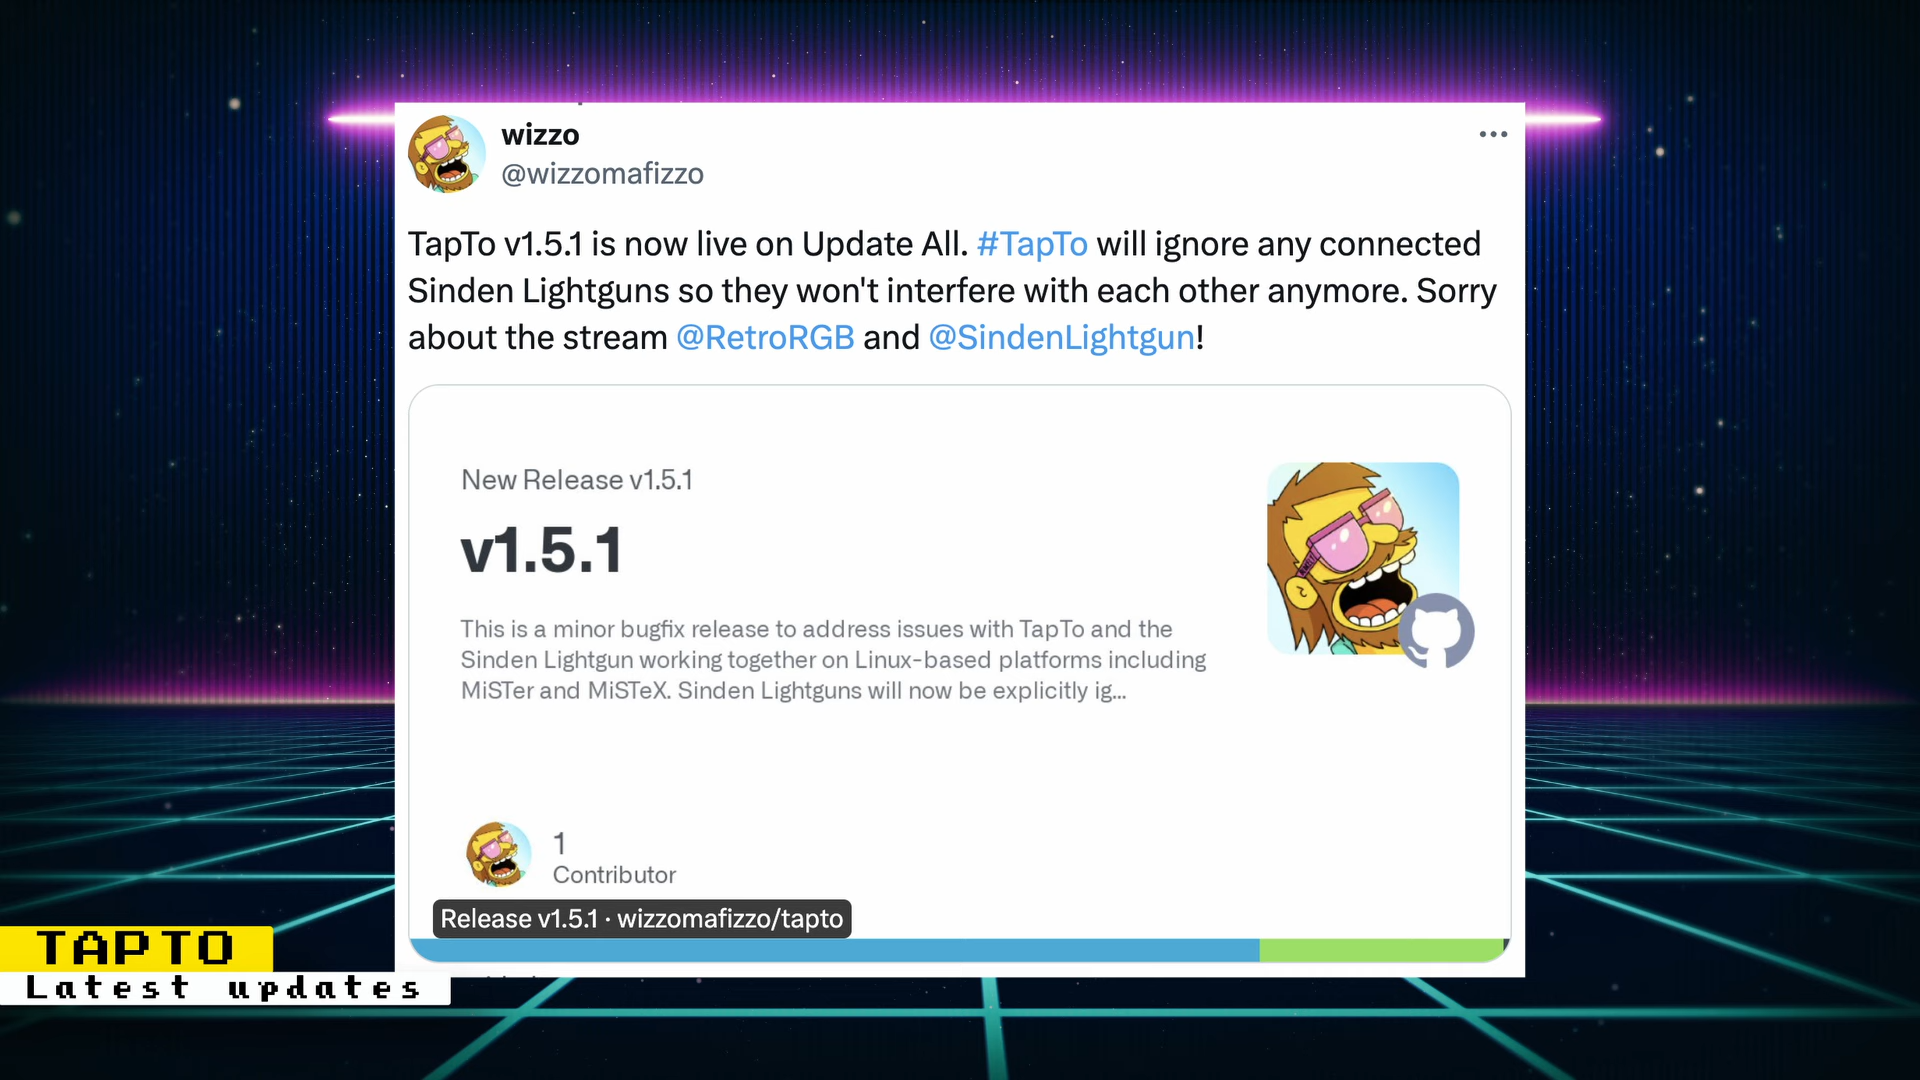 wizzo
@wizzomafizzo
TapTo v1.5.1 is now live on Update All. #TapTo will ignore any connected
Sinden Lightguns so they won't interfere with each other anymore. Sorry
about the stream @RetroRGB and @SindenLightgun!
New Release v1.5.1
v1.5.1
This is a minor bugfix release to address issues with TapTo and the
Sinden Lightgun working together on Linux-based platforms including
MiSTer and MiSTeX. Sinden Lightguns will now be explicitly ig...
1
Contributor
Release v1.5.1 · wizzomafizzo/tapto
TAPTO
Latest updates